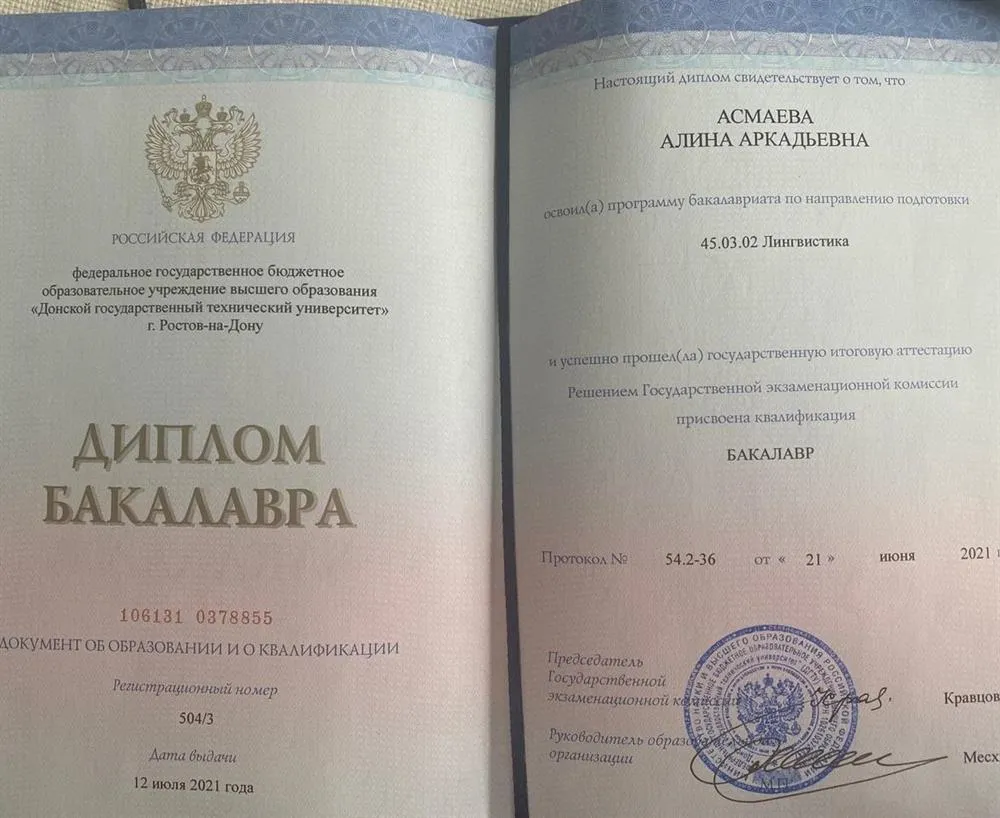 РОССИЙСКАЯ ФЕДЕРАЦИЯ
федеральное государственное бюджетное
образовательное учреждение высшего образования
«Донской государственный технический университет»
г. Ростов-на-Дону
ДИПЛОМ
БАКАЛАВРА
106131 0378855
ДОКУМЕНТ ОБ ОБРАЗОВАНИИ И О КВАЛИФИКАЦИИ
Регистрационный номер
504/3
Дата выдачи
12 июля 2021 года
Настоящий диплом свидетельствует о том, что
АСМАЕВА
АЛИНА АРКАДЬЕВНА
освоил(а) программу бакалавриата по направлению подготовки
45.03.02 Лингвистика
и успешно прошел(ла) государственную итоговую аттестацию
Решением Государственной экзаменационной комиссии
присвоена квалификация
БАКАЛАВР
Протокол № 54.2-36 от « 21 » июня 2021 г
Председатель
Государственной
экзаменационной комиссии Кравцов
Руководитель образовательной
организации Месх
М.П.